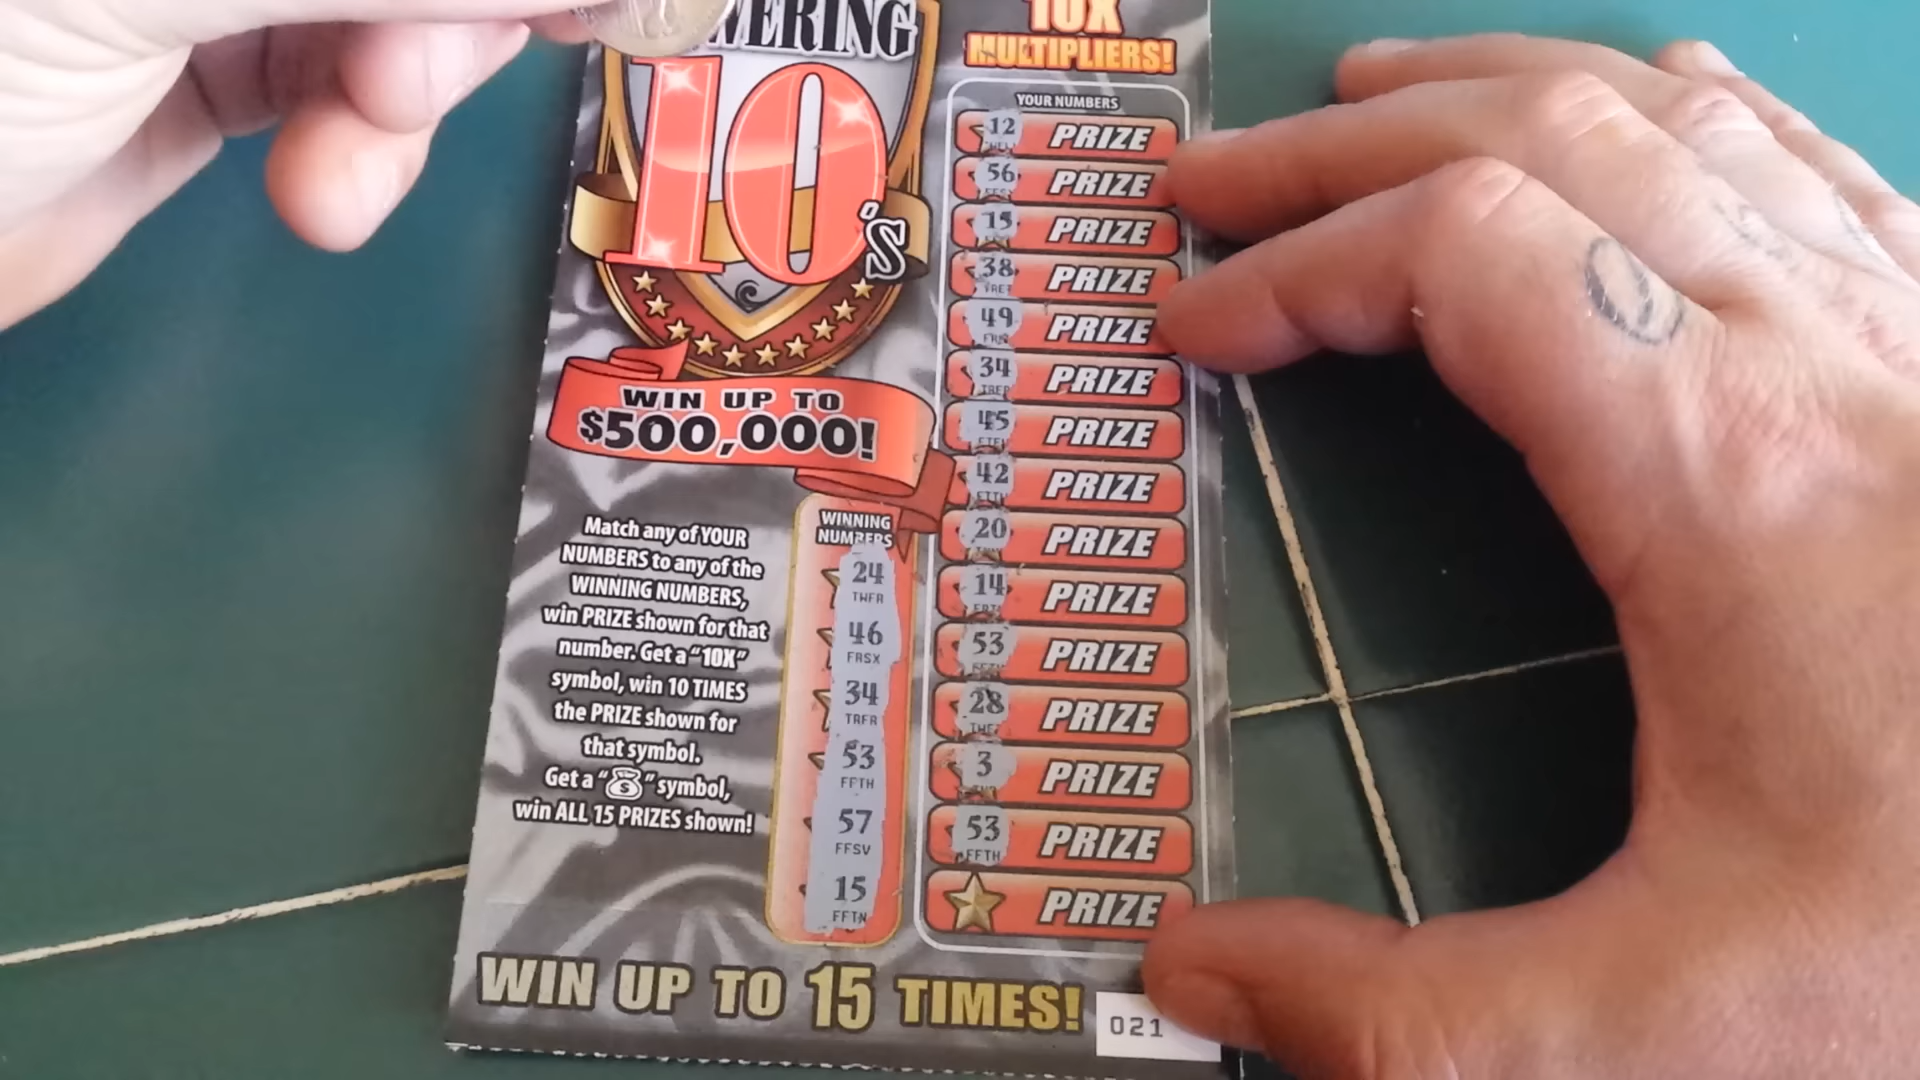 10X
MULTIPLIERS!
10's
WIN UP TO
$500,000!
Match any of YOUR
NUMBERS to any of the
WINNING NUMBERS,
win PRIZE shown for that
number. Get a "10X"
symbol, win 10 TIMES
the PRIZE shown for
that symbol.
Get a " $ " symbol,
win ALL 15 PRIZES shown!
WINNING
NUMBERS
24
TWFR
46
FRSX
34
TRFR
53
FFTH
57
FFSV
15
FFTN
YOUR NUMBERS
12 PRIZE
56 PRIZE
15 PRIZE
38 PRIZE
49 PRIZE
34 PRIZE
45 PRIZE
42 PRIZE
20 PRIZE
14 PRIZE
53 PRIZE
28 PRIZE
3 PRIZE
53 PRIZE
FFTH
PRIZE
WIN UP TO 15 TIMES!
021